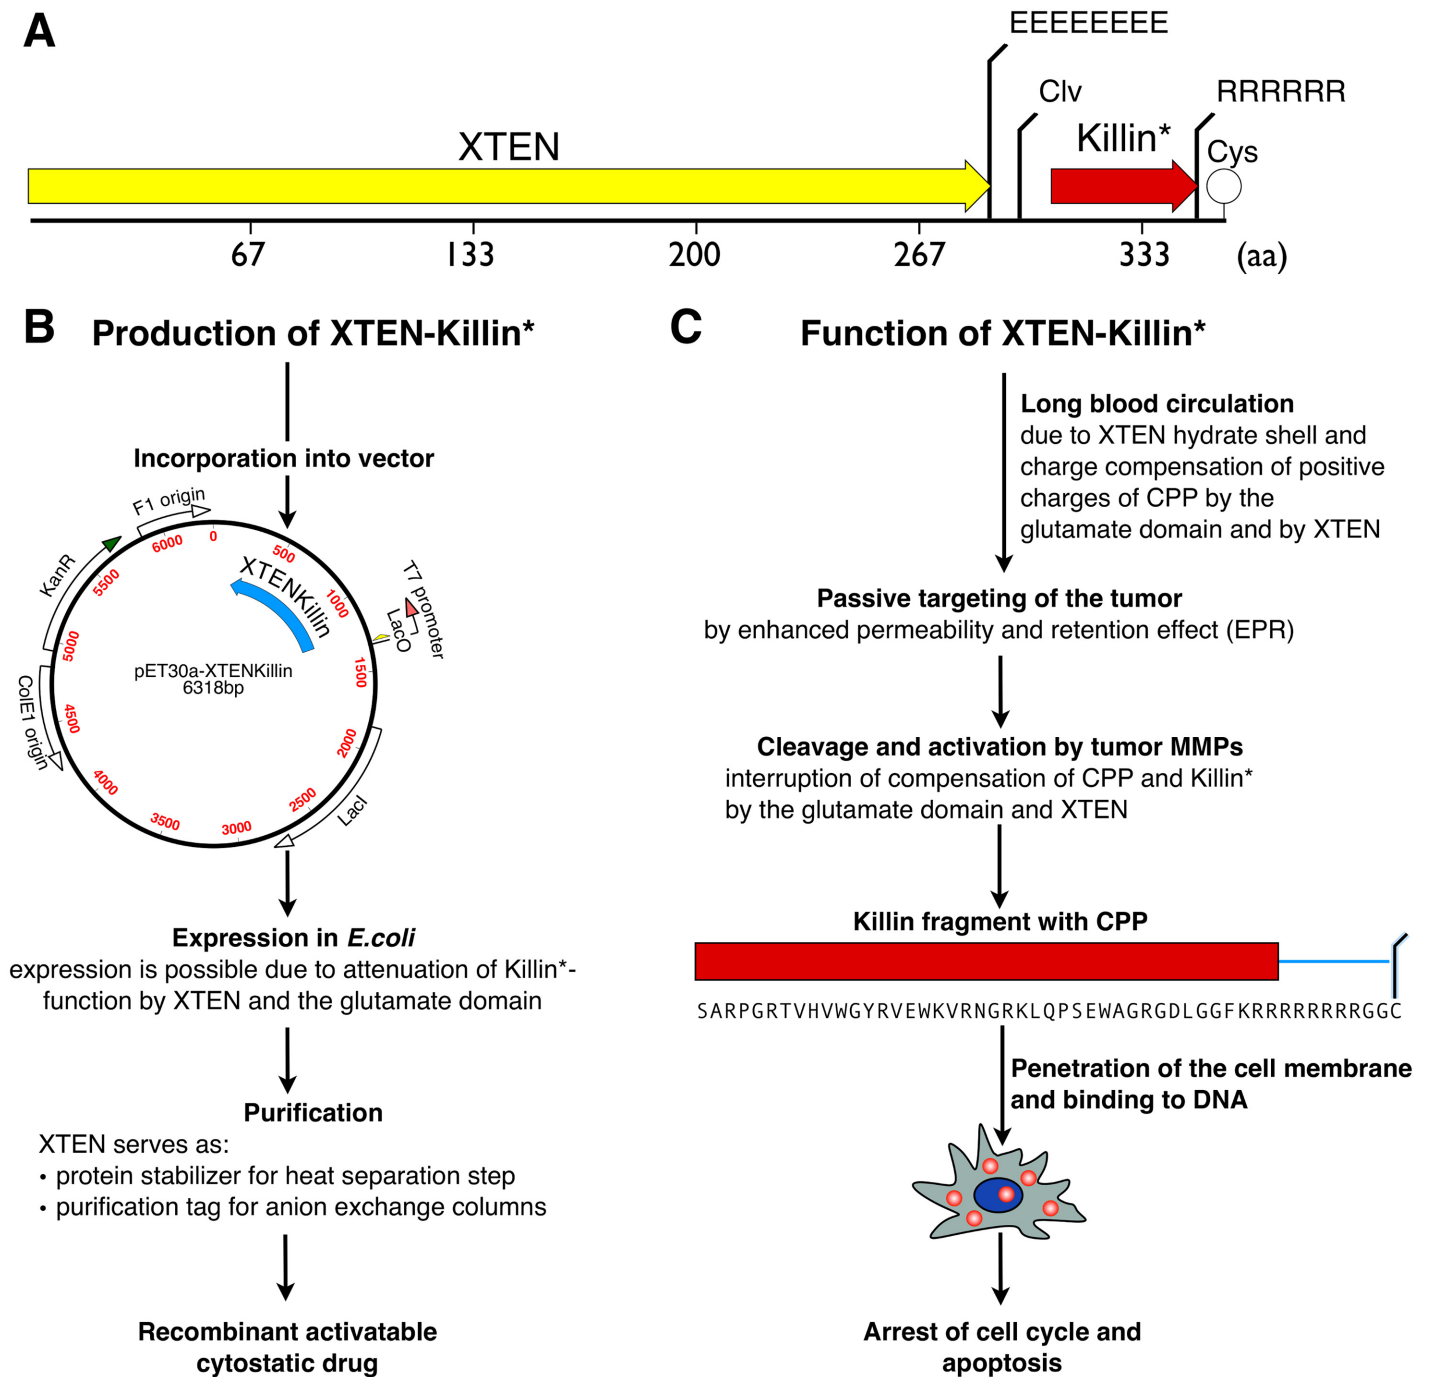 A
EEEEEEEE
Clv
RRRRRR
XTEN
Killin*
Cys
67
133
200
267
333
(aa)
B
Production of XTEN-Killin*
Incorporation into vector
F1 origin
KanR
ColE1 origin
LacI
LacO
T7 promoter
XTENKillin
0
500
1000
1500
2000
2500
3000
3500
4000
4500
5000
5500
6000
pET30a-XTENKillin
6318bp
Expression in E.coli
expression is possible due to attenuation of Killin*-
function by XTEN and the glutamate domain
Purification
XTEN serves as:
• protein stabilizer for heat separation step
• purification tag for anion exchange columns
Recombinant activatable
cytostatic drug
C
Function of XTEN-Killin*
Long blood circulation
due to XTEN hydrate shell and
charge compensation of positive
charges of CPP by the
glutamate domain and by XTEN
Passive targeting of the tumor
by enhanced permeability and retention effect (EPR)
Cleavage and activation by tumor MMPs
interruption of compensation of CPP and Killin*
by the glutamate domain and XTEN
Killin fragment with CPP
SARPGRTVHVWGYRVEWKVRNGRKLQPSEWAGRGDLGGFKRRRRRRRRGGC
Penetration of the cell membrane
and binding to DNA
Arrest of cell cycle and
apoptosis